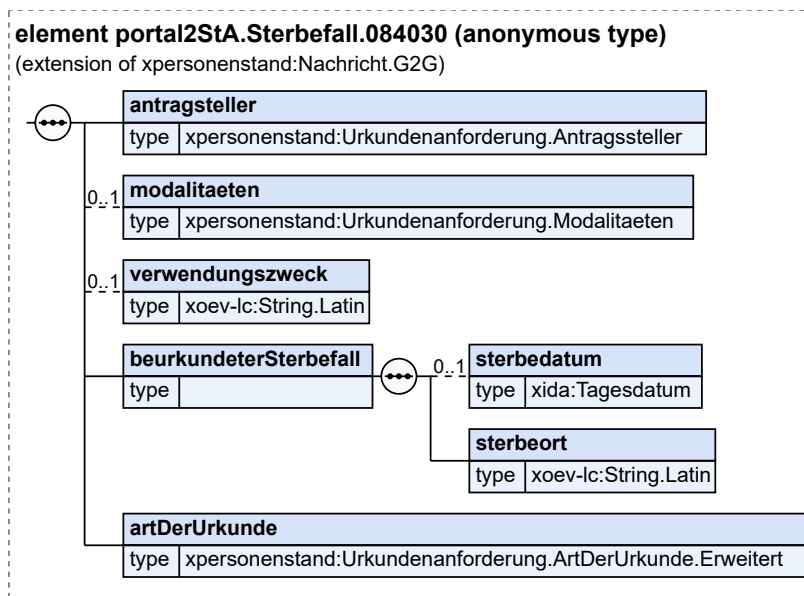 element portal2StA.Sterbefall.084030 (anonymous type)
(extension of xpersonenstand:Nachricht.G2G)
antragsteller
type xpersonenstand:Urkundenanforderung.Antragssteller
0..1
modalitaeten
type xpersonenstand:Urkundenanforderung.Modalitaeten
0..1
verwendungszweck
type xoev-lc:String.Latin
beurkundeterSterbefall
type
0..1
sterbedatum
type xida:Tagesdatum
sterbeort
type xoev-lc:String.Latin
artDerUrkunde
type xpersonenstand:Urkundenanforderung.ArtDerUrkunde.Erweitert